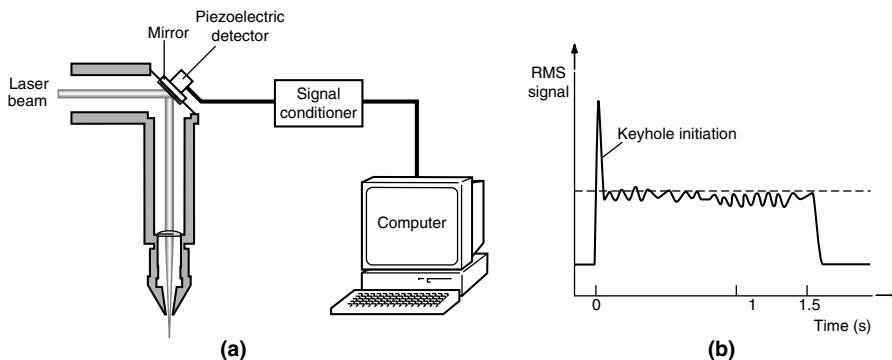 Piezoelectric
detector
Mirror
Laser
beam
Signal
conditioner
Computer
(a)
RMS
signal
Keyhole initiation
0
1
1.5
Time (s)
(b)